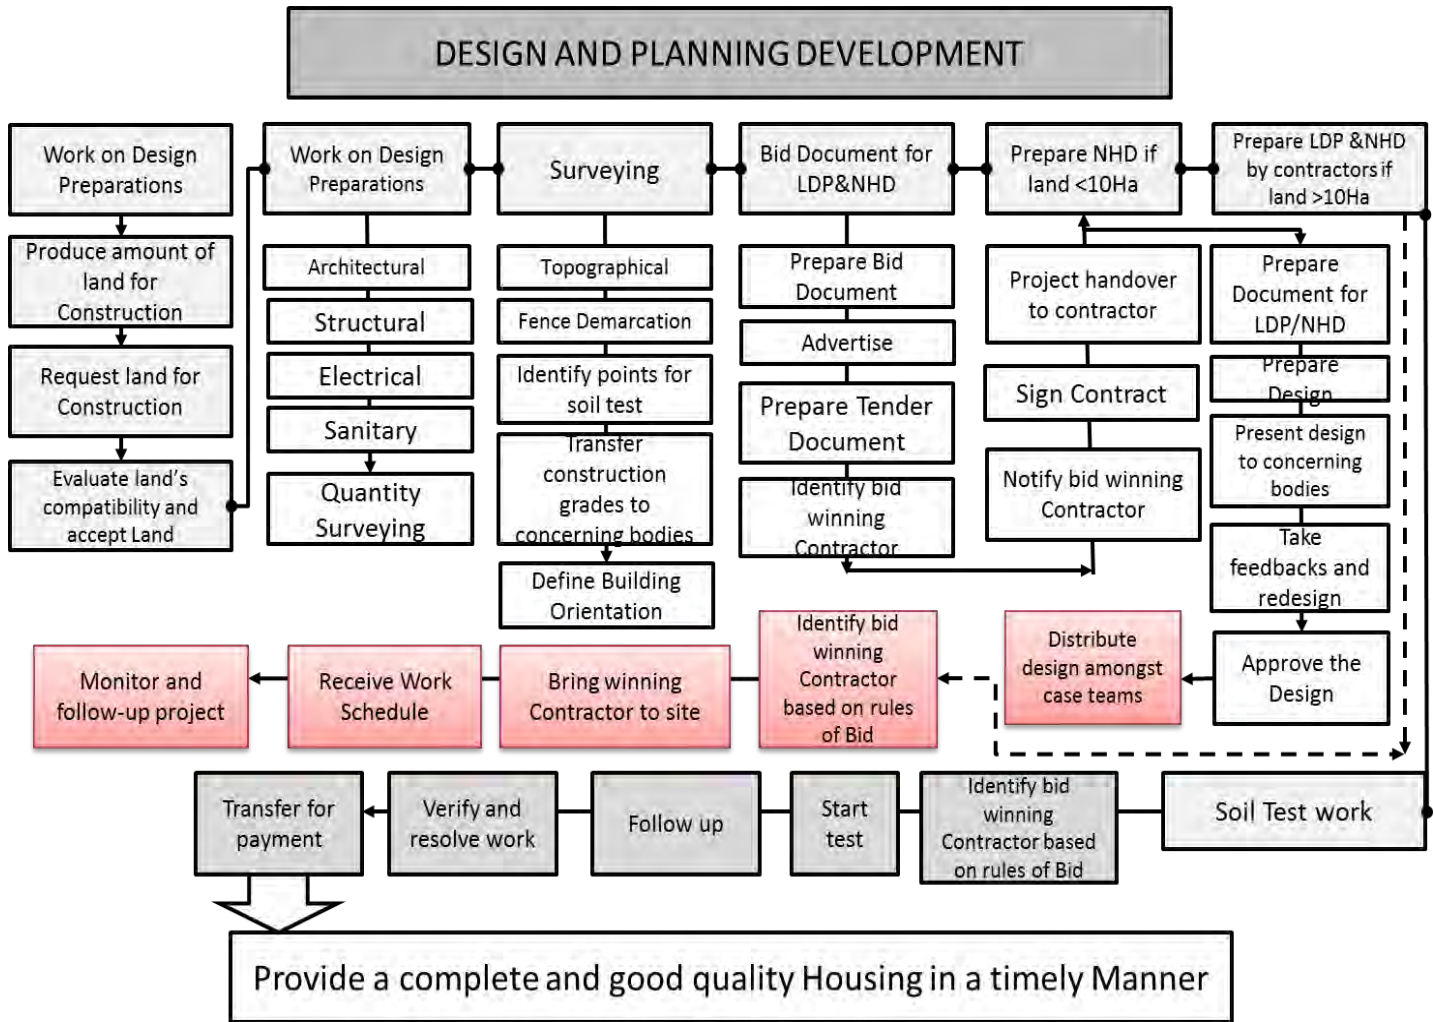 DESIGN AND PLANNING DEVELOPMENT
Work on Design
Preparations
Produce amount of
land for
Construction
Request land for
Construction
Evaluate land's
compatibility and
accept Land
Work on Design
Preparations
Architectural
Structural
Electrical
Sanitary
Quantity
Surveying
Surveying
Topographical
Fence Demarcation
Identify points for
soil test
Transfer
construction
grades to
concerning bodies
Define Building
Orientation
Bid Document for
LDP&NHD
Prepare Bid
Document
Advertise
Prepare Tender
Document
Identify bid
winning
Contractor
Prepare NHD if
land <10Ha
Project handover
to contractor
Sign Contract
Notify bid winning
Contractor
Prepare LDP &NHD
by contractors if
land >10Ha
Prepare
Document for
LDP/NHD
Prepare
Design
Present design
to concerning
bodies
Take
feedbacks and
redesign
Approve the
Design
Distribute
design amongst
case teams
Identify bid
winning
Contractor
based on rules
of Bid
Bring winning
Contractor to site
Receive Work
Schedule
Monitor and
follow-up project
Soil Test work
Identify bid
winning
Contractor based
on rules of Bid
Start
test
Follow up
Verify and
resolve work
Transfer for
payment
Provide a complete and good quality Housing in a timely Manner